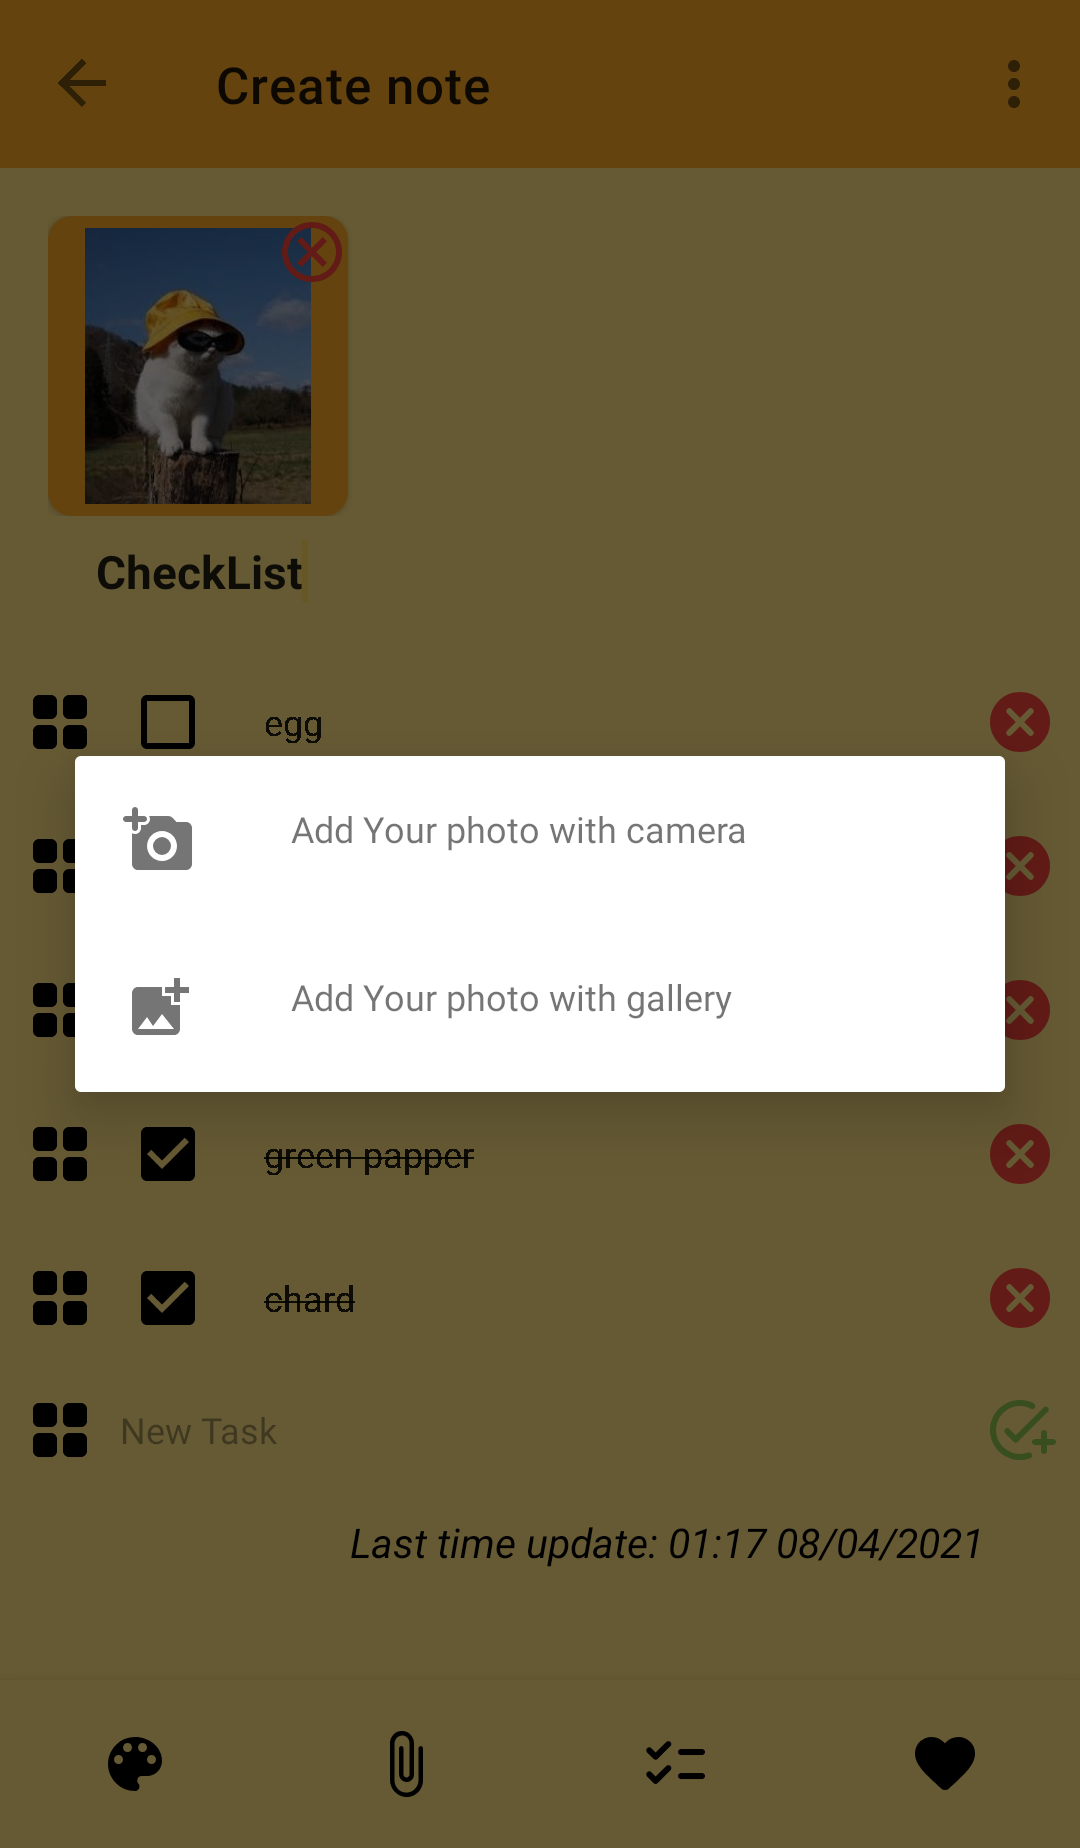 Create note
CheckList
egg
Add Your photo with camera
Add Your photo with gallery
green papper
chard
New Task
Last time update: 01:17 08/04/2021